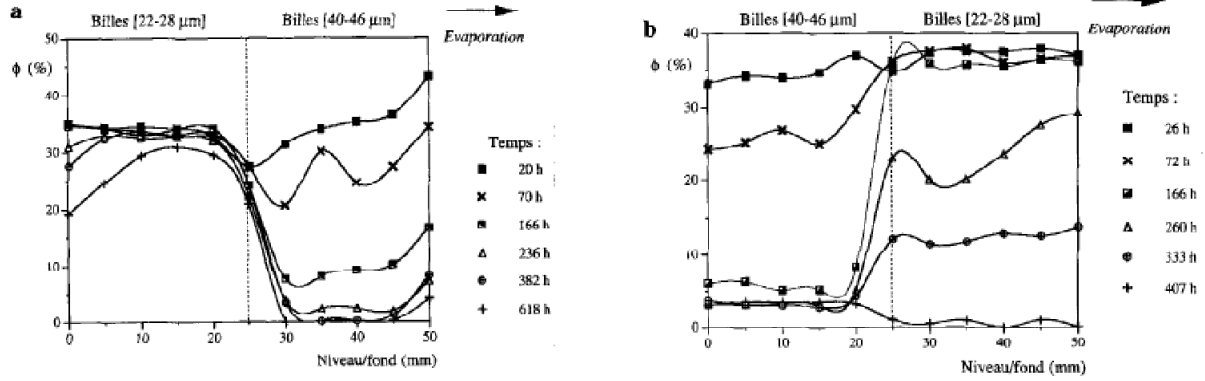 a
Billes [22-28 µm] Billes [40-46 µm]
Evaporation
ϕ (%)
50
40
30
20
10
0
0 10 20 30 40 50
Niveau/fond (mm)
Temps :
20 h
70 h
166 h
236 h
382 h
618 h
b
Billes [40-46 µm] Billes [22-28 µm]
Evaporation
ϕ (%)
40
30
20
10
0
0 10 20 30 40 50
Niveau/fond (mm)
Temps :
26 h
72 h
166 h
260 h
333 h
407 h